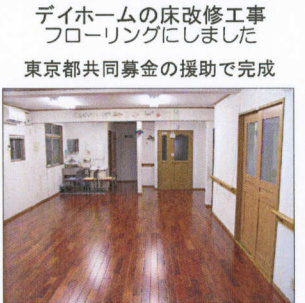 デイホームの床改修工事
フローリングにしました
東京都共同募金の援助で完成